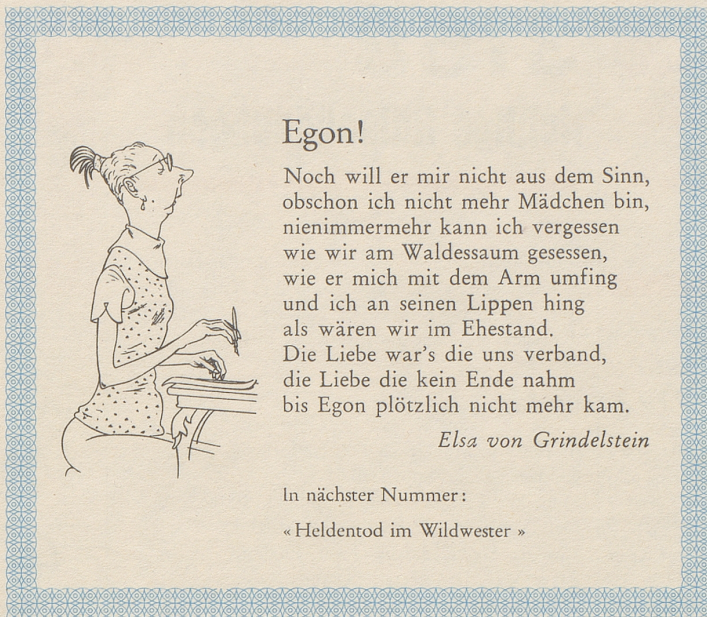 Egon!
Noch will er mir nicht aus dem Sinn,
obschon ich nicht mehr Mädchen bin,
nienimmermehr kann ich vergessen
wie wir am Waldessaum gesessen,
wie er mich mit dem Arm umfing
und ich an seinen Lippen hing
als wären wir im Ehestand.
Die Liebe war's die uns verband,
die Liebe die kein Ende nahm
bis Egon plötzlich nicht mehr kam.
Elsa von Grindelstein
In nächster Nummer:
«Heldentod im Wildwester»